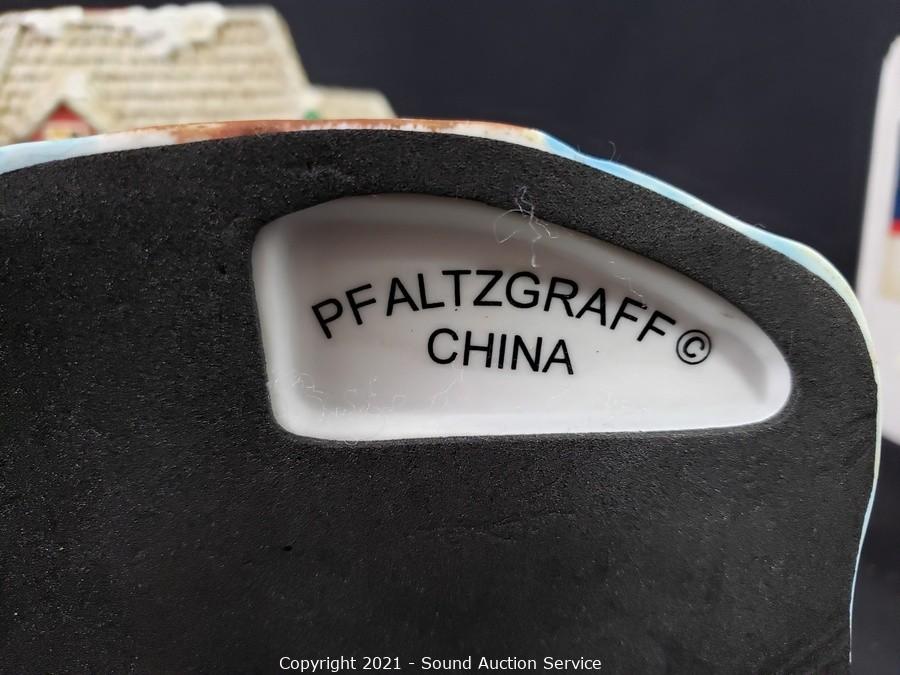 PFALTZGRAFF©
CHINA
Copyright 2021 - Sound Auction Service